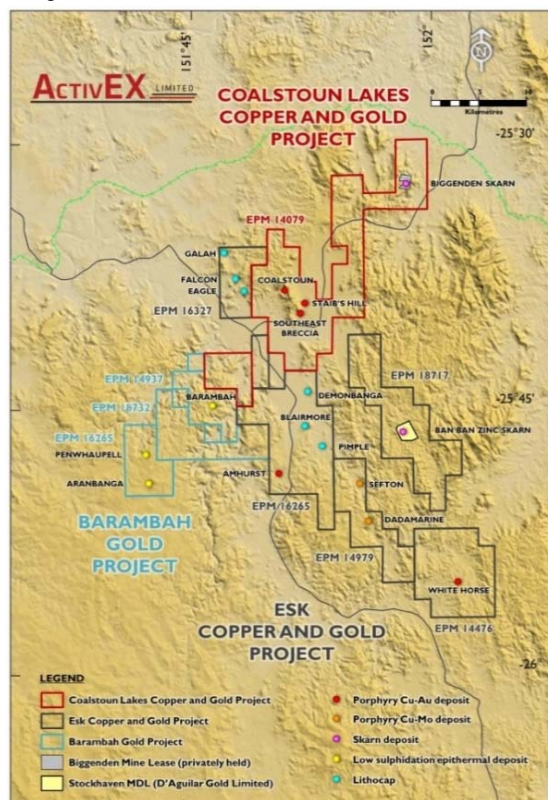 151°45'
152°
N
ACTIVEX
LIMITED
Kilometres
COALSTOUN LAKES
COPPER AND GOLD
PROJECT
-25°30'
BIGGENDEN SKARN
EPM 14079
GALAH
FALCON
EAGLE
COALSTOUN
STAIB'S HILL
SOUTHEAST
BRECCIA
EPM 16327
EPM 14937
EPM 18717
EPM 18732
BARAMBAH
DEMONBANGA
-25°45'
BLAIRMORE
BAN BAN ZINC SKARN
EPM 16265
PIMPLE
PENWHAUPELL
AMHURST
SEFTON
ARANBANGA
EPM 16265
DADAMARINE
BARAMBAH
GOLD
PROJECT
EPM 14979
WHITE HORSE
ESK
COPPER AND GOLD
PROJECT
EPM 14476
-26°
LEGEND
Coalstoun Lakes Copper and Gold Project
Esk Copper and Gold Project
Barambah Gold Project
Biggenden Mine Lease (privately held)
Stockhaven MDL (D'Aguilar Gold Limited)
Porphyry Cu-Au deposit
Porphyry Cu-Mo deposit
Skarn deposit
Low sulphidation epithermal deposit
Lithocap